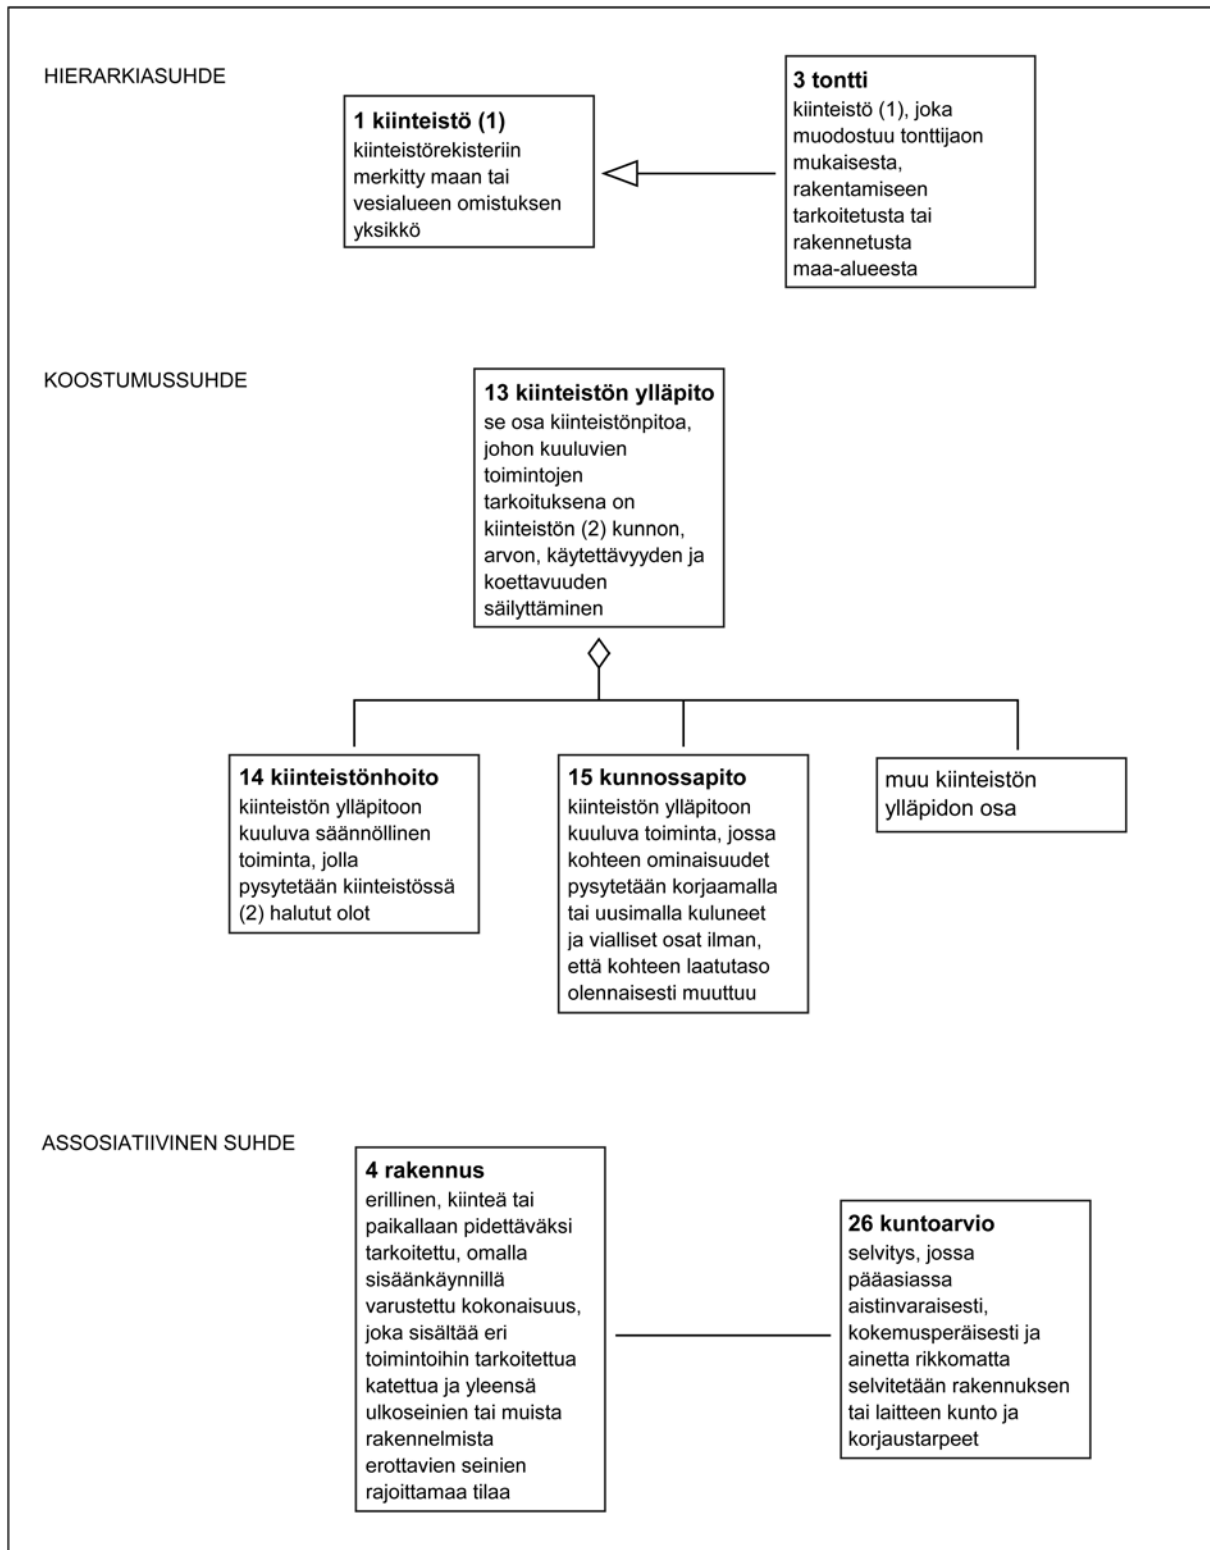 HIERARKIASUHDE
1 kiinteistö (1)
kiinteistörekisteriin
merkitty maan tai
vesialueen omistuksen
yksikkö
3 tontti
kiinteistö (1), joka
muodostuu tonttijaon
mukaisesta,
rakentamiseen
tarkoitetusta tai
rakennetusta
maa-alueesta
KOOSTUMUSSUHDE
13 kiinteistön ylläpito
se osa kiinteistönpitoa,
johon kuuluvien
toimintojen
tarkoituksena on
kiinteistön (2) kunnon,
arvon, käytettävyyden ja
koettavuuden
säilyttäminen
14 kiinteistönhoito
kiinteistön ylläpitoon
kuuluva säännöllinen
toiminta, jolla
pysytetään kiinteistössä
(2) halutut olot
15 kunnossapito
kiinteistön ylläpitoon
kuuluva toiminta, jossa
kohteen ominaisuudet
pysytetään korjaamalla
tai uusimalla kuluneet
ja vialliset osat ilman,
että kohteen laatutaso
olennaisesti muuttuu
muu kiinteistön
ylläpidon osa
ASSOSIATIIVINEN SUHDE
4 rakennus
erillinen, kiinteä tai
paikallaan pidettäväksi
tarkoitettu, omalla
sisäänkäynnillä
varustettu kokonaisuus,
joka sisältää eri
toimintoihin tarkoitettua
katettua ja yleensä
ulkoseinien tai muista
rakennelmista
erottavien seinien
rajoittamaa tilaa
26 kuntoarvio
selvitys, jossa
pääasiassa
aistinvaraisesti,
kokemusperäisesti ja
ainetta rikkomatta
selvitetään rakennuksen
tai laitteen kunto ja
korjaustarpeet